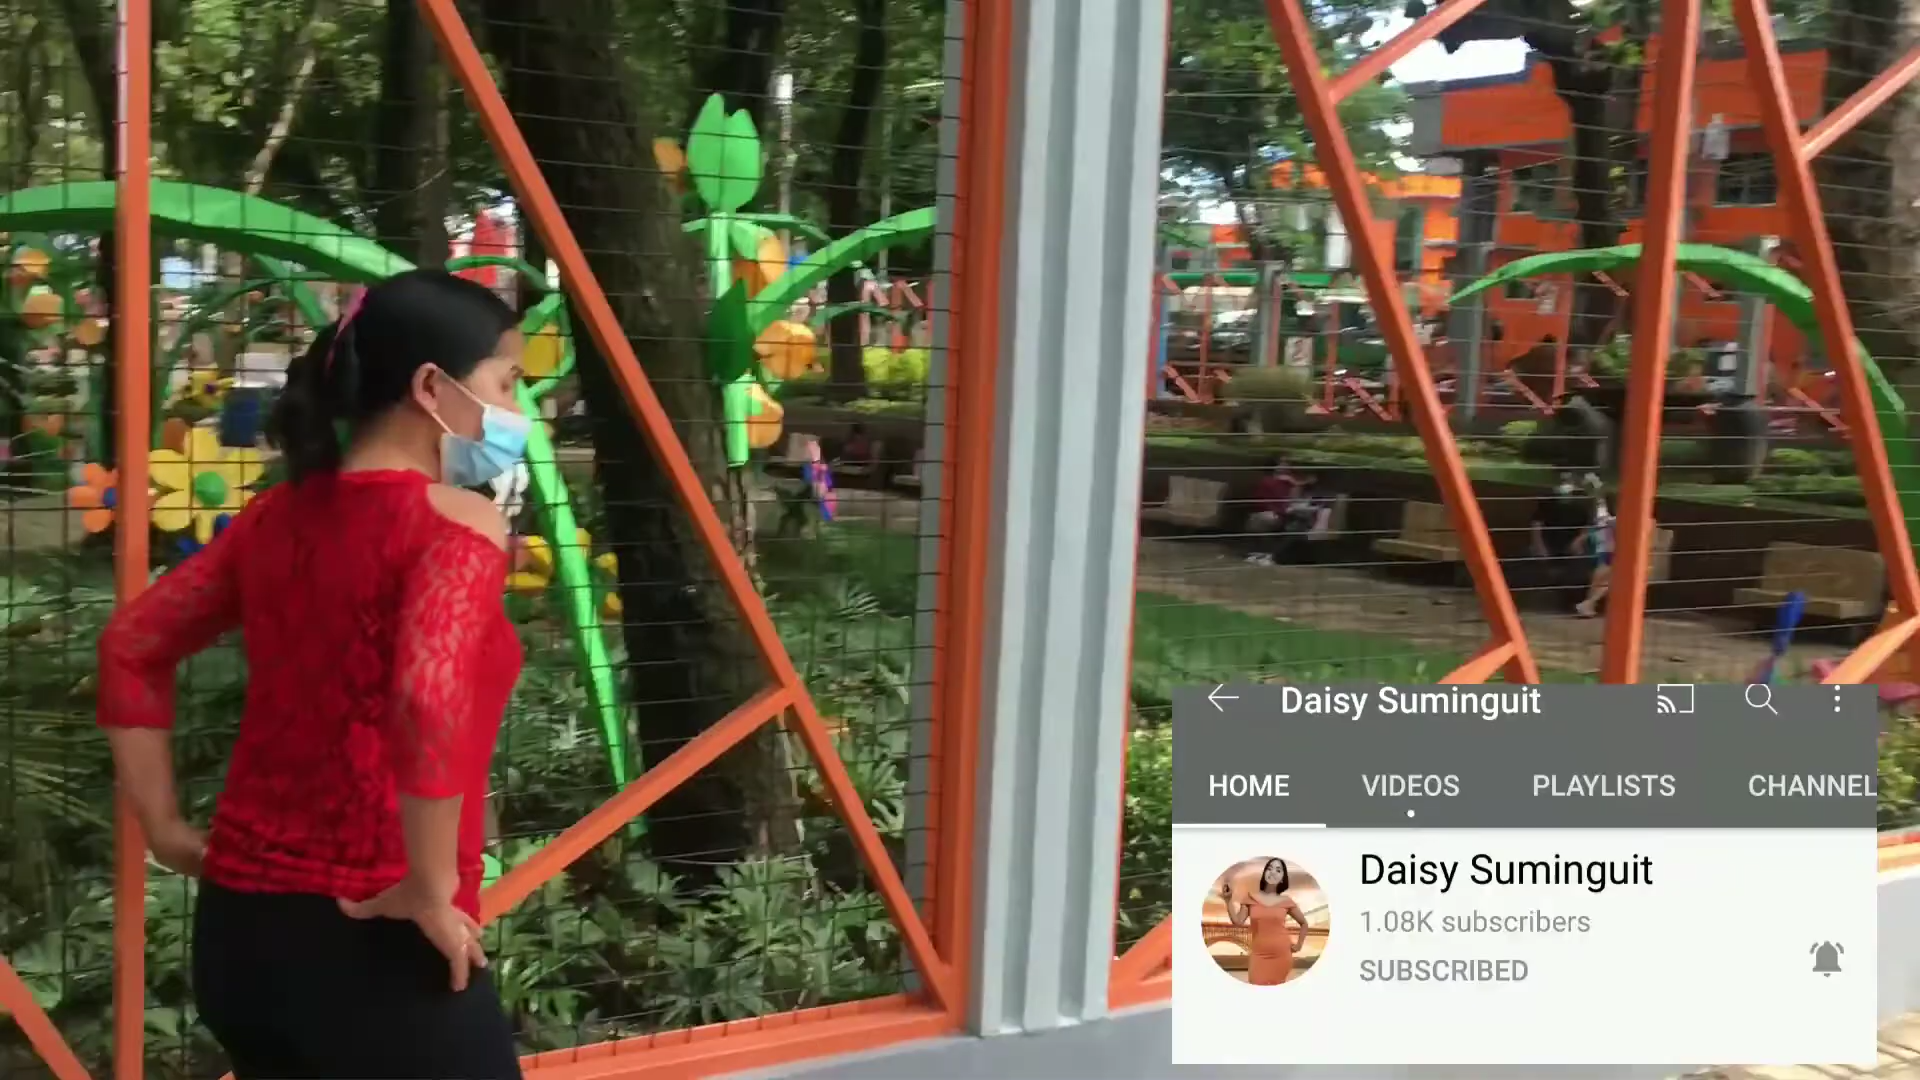 Daisy Suminguit
HOME VIDEOS PLAYLISTS CHANNEL
Daisy Suminguit
1.08K subscribers
SUBSCRIBED